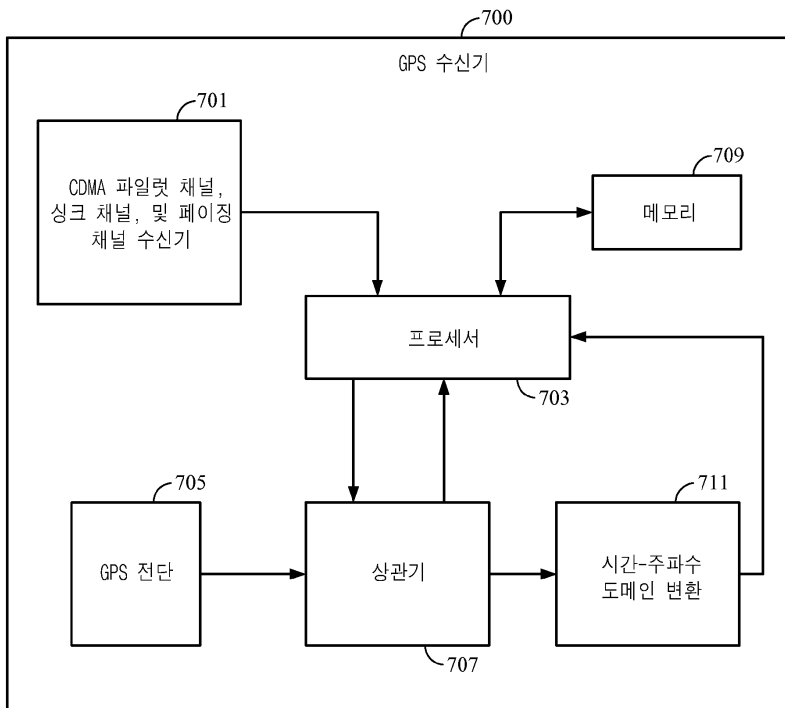 700
GPS 수신기
701
CDMA 파일럿 채널,
싱크 채널, 및 페이징
채널 수신기
709
메모리
프로세서
703
705
GPS 전단
상관기
707
711
시간-주파수
도메인 변환